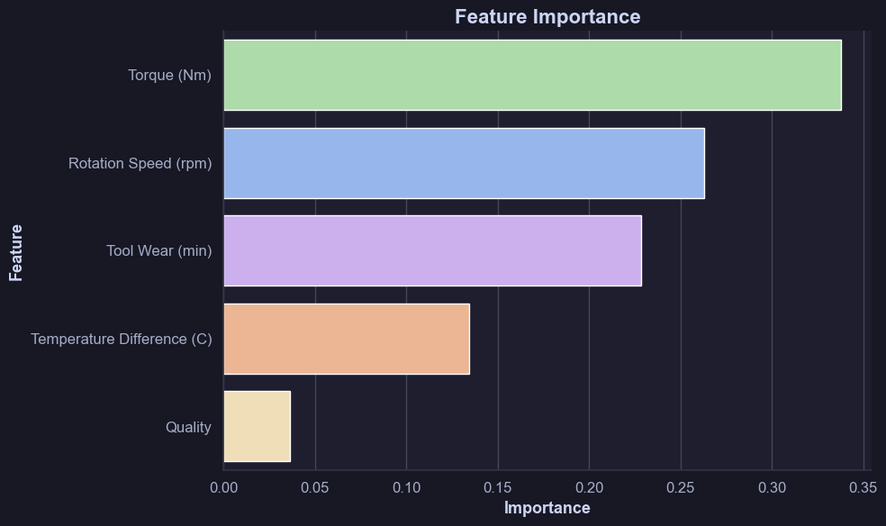 Feature Importance
Feature
Torque (Nm)
Rotation Speed (rpm)
Tool Wear (min)
Temperature Difference (C)
Quality
0.00 0.05 0.10 0.15 0.20 0.25 0.30 0.35
Importance